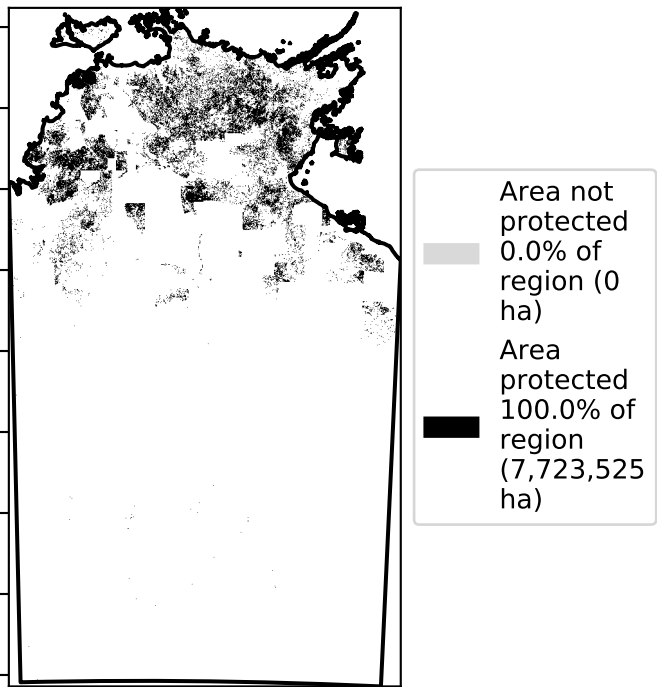 Area not
protected
0.0% of
region (0
ha)
Area
protected
100.0% of
region
(7,723,525
ha)